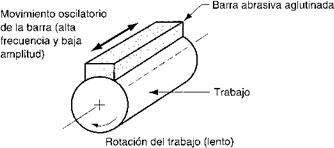 Movimiento oscilatorio
de la barra (alta
frecuencia y baja
amplitud)
Barra abrasiva aglutinada
Trabajo
Rotación del trabajo (lento)